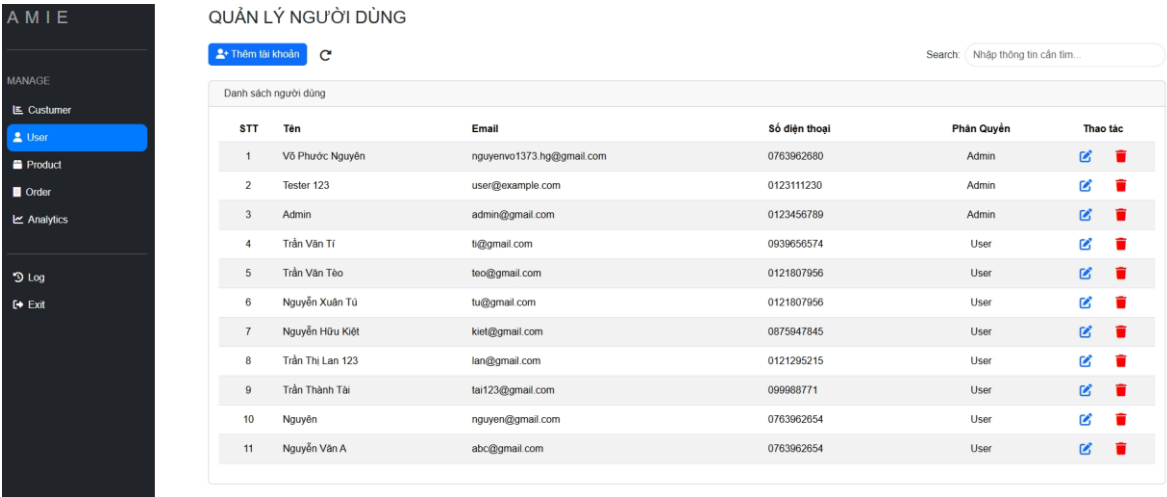 AMIE
MANAGE
Custumer
User
Product
Order
Analytics
Log
Exit
QUẢN LÝ NGƯỜI DÙNG
Thêm tài khoản
Search: Nhập thông tin cần tìm...
Danh sách người dùng
STT Tên Email Số điện thoại Phân Quyền Thao tác
1 Võ Phước Nguyên nguyenvo1373.hg@gmail.com 0763962680 Admin
2 Tester 123 user@example.com 0123111230 Admin
3 Admin admin@gmail.com 0123456789 Admin
4 Trần Văn Tí ti@gmail.com 0939656574 User
5 Trần Văn Tèo teo@gmail.com 0121807956 User
6 Nguyễn Xuân Tú tu@gmail.com 0121807956 User
7 Nguyễn Hữu Kiệt kiet@gmail.com 0875947845 User
8 Trần Thị Lan 123 lan@gmail.com 0121295215 User
9 Trần Thành Tài tai123@gmail.com 099988771 User
10 Nguyên nguyen@gmail.com 0763962654 User
11 Nguyễn Văn A abc@gmail.com 0763962654 User